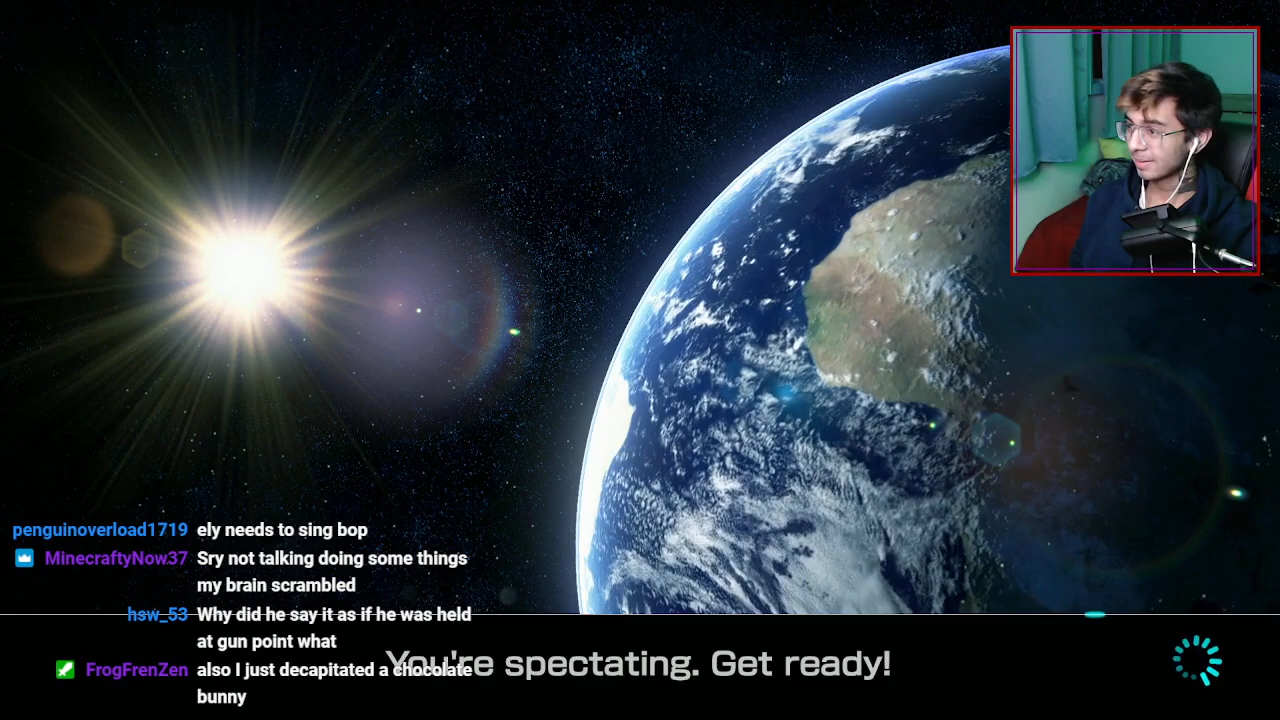 penguinoverload1719 ely needs to sing bop
MinecraftyNow37 Sry not talking doing some things
my brain scrambled
hsw_53 Why did he say it as if he was held
at gun point what
FrogFrenZen also I just decapitated a chocolate
bunny
You're spectating. Get ready!